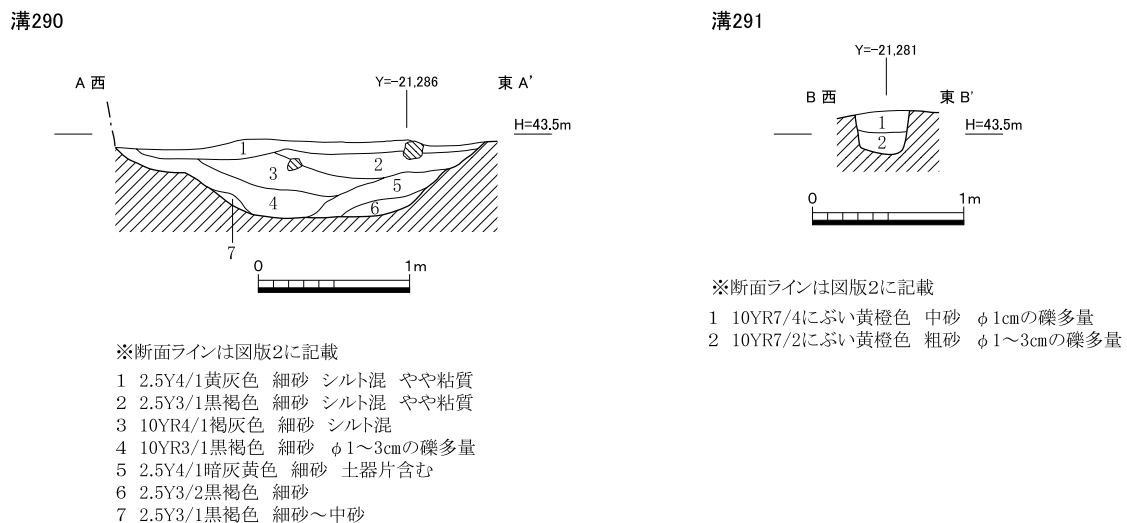 溝290
Y=-21,286
A 西
東 A'
H=43.5m
1
2
3
5
4
6
7
0 1m
※断面ラインは図版2に記載
1 2.5Y4/1黄灰色 細砂 シルト混 やや粘質
2 2.5Y3/1黒褐色 細砂 シルト混 やや粘質
3 10YR4/1褐灰色 細砂 シルト混
4 10YR3/1黒褐色 細砂 φ1～3cmの礫多量
5 2.5Y4/1暗灰黄色 細砂 土器片含む
6 2.5Y3/2黒褐色 細砂
7 2.5Y3/1黒褐色 細砂～中砂
溝291
Y=-21,281
B 西
東 B'
H=43.5m
1
2
0 1m
※断面ラインは図版2に記載
1 10YR7/4にぶい黄橙色 中砂 φ1cmの礫多量
2 10YR7/2にぶい黄橙色 粗砂 φ1～3cmの礫多量